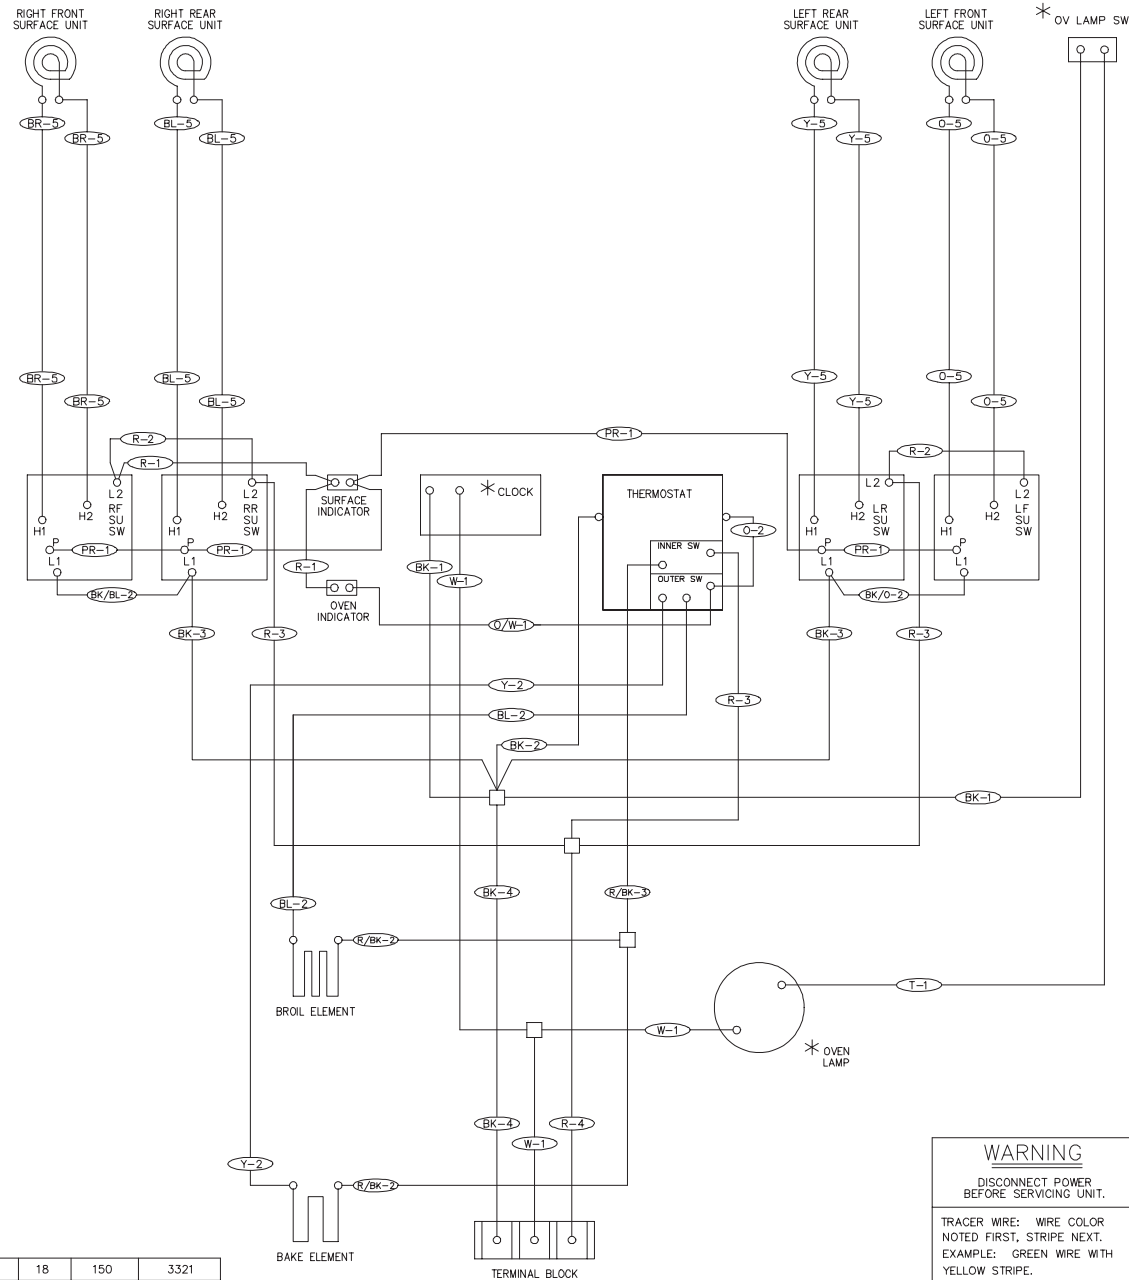 RIGHT FRONT
SURFACE UNIT
RIGHT REAR
SURFACE UNIT
LEFT REAR
SURFACE UNIT
LEFT FRONT
SURFACE UNIT
* OV LAMP SW
BR-5
BR-5
BL-5
BL-5
Y-5
Y-5
O-5
O-5
BR-5
BR-5
BL-5
BL-5
Y-5
Y-5
O-5
O-5
R-2
R-1
PR-1
R-2
L2
RF
SU
SW
H1
H2
P
L1
PR-1
L2
RR
SU
SW
H1
H2
P
L1
PR-1
SURFACE
INDICATOR
* CLOCK
THERMOSTAT
INNER SW
OUTER SW
O-2
L2
LR
SU
SW
H1
H2
P
L1
PR-1
L2
LF
SU
SW
H1
H2
P
L1
BK/BL-2
R-1
OVEN
INDICATOR
BK-1
W-1
BK/O-2
BK-3
R-3
O/W-1
BK-3
R-3
Y-2
R-3
BL-2
BK-2
BK-1
BL-2
BK-4
R/BK-3
R/BK-2
BROIL ELEMENT
T-1
W-1
* OVEN
LAMP
BK-4
W-1
R-4
Y-2
R/BK-2
BAKE ELEMENT
TERMINAL BLOCK
WARNING
DISCONNECT POWER
BEFORE SERVICING UNIT.
TRACER WIRE: WIRE COLOR
NOTED FIRST, STRIPE NEXT.
EXAMPLE: GREEN WIRE WITH
YELLOW STRIPE.
18 150 3321